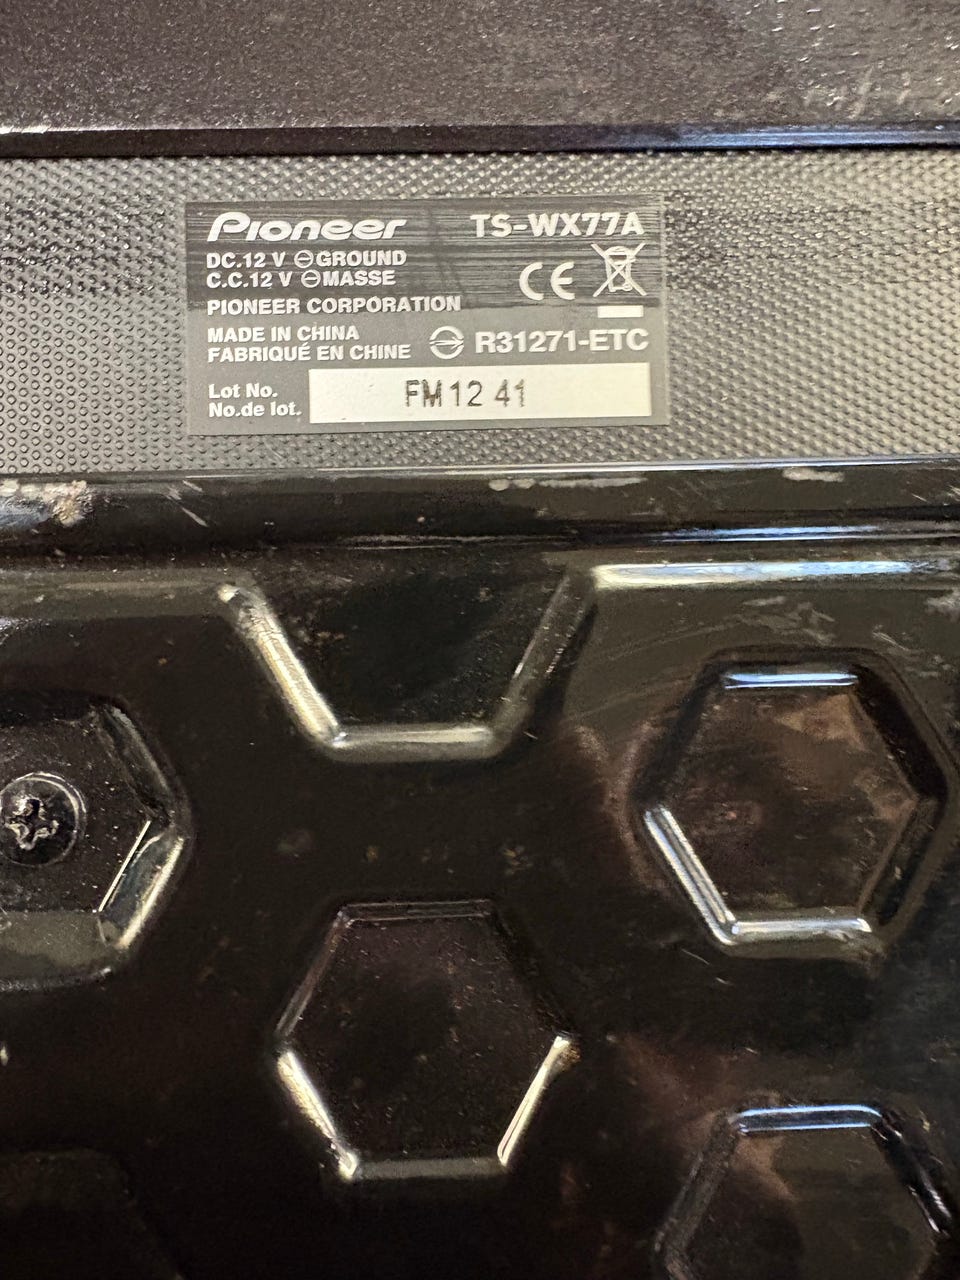 Pioneer TS-WX77A
DC.12 V ⊖GROUND
C.C.12 V ⊖MASSE
CE
PIONEER CORPORATION
MADE IN CHINA
FABRIQUÉ EN CHINE
R31271-ETC
Lot No.
No.de lot.
FM12 41